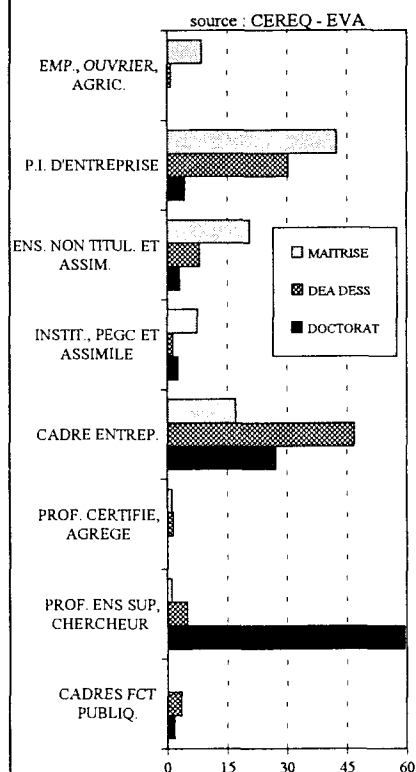 source : CEREQ - EVA
EMP., OUVRIER,
AGRIC.
P.I. D'ENTREPRISE
ENS. NON TITUL. ET
ASSIM.
INSTIT., PEGC ET
ASSIMILE
CADRE ENTREP.
PROF. CERTIFIE,
AGREGE
PROF. ENS SUP,
CHERCHEUR
CADRES FCT
PUBLIQ.
MAITRISE
DEA DESS
DOCTORAT
0 15 30 45 60